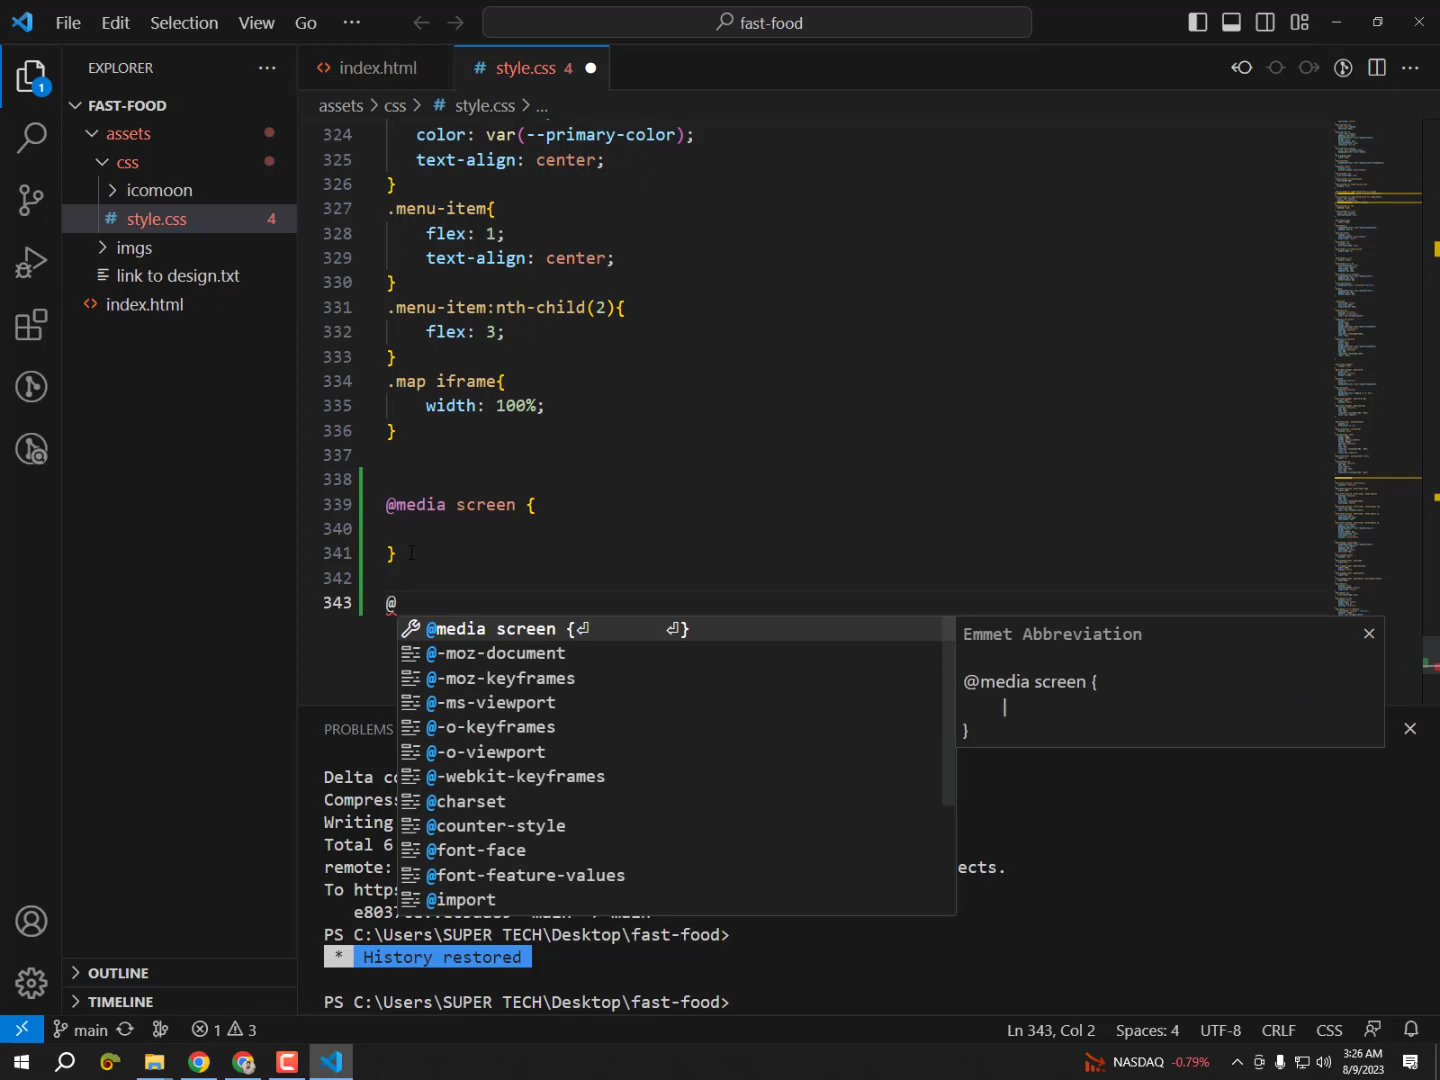 File Edit Selection View Go ···
fast-food
EXPLORER
FAST-FOOD
assets
css
icomoon
style.css 4
imgs
link to design.txt
index.html
OUTLINE
TIMELINE
1
index.html
style.css 4
assets > css > # style.css > ...
324 color: var(--primary-color);
325 text-align: center;
326 }
327 .menu-item{
328 flex: 1;
329 text-align: center;
330 }
331 .menu-item:nth-child(2){
332 flex: 3;
333 }
334 .map iframe{
335 width: 100%;
336 }
337
338
339 @media screen {
340
341 }
342
343 @
@media screen {⏎ ⏎}
@-moz-document
@-moz-keyframes
@-ms-viewport
@-o-keyframes
@-o-viewport
@-webkit-keyframes
@charset
@counter-style
@font-face
@font-feature-values
@import
Emmet Abbreviation
@media screen {
|
}
PROBLEMS
Delta
Writing
Total 6
remote: ects.
To
PS C:\Users\SUPER TECH\Desktop\fast-food>
* History restored
PS C:\Users\SUPER TECH\Desktop\fast-food>
main 1 3 Ln 343, Col 2 Spaces: 4 UTF-8 CRLF CSS
NASDAQ -0.79% 3:26 AM
8/9/2023